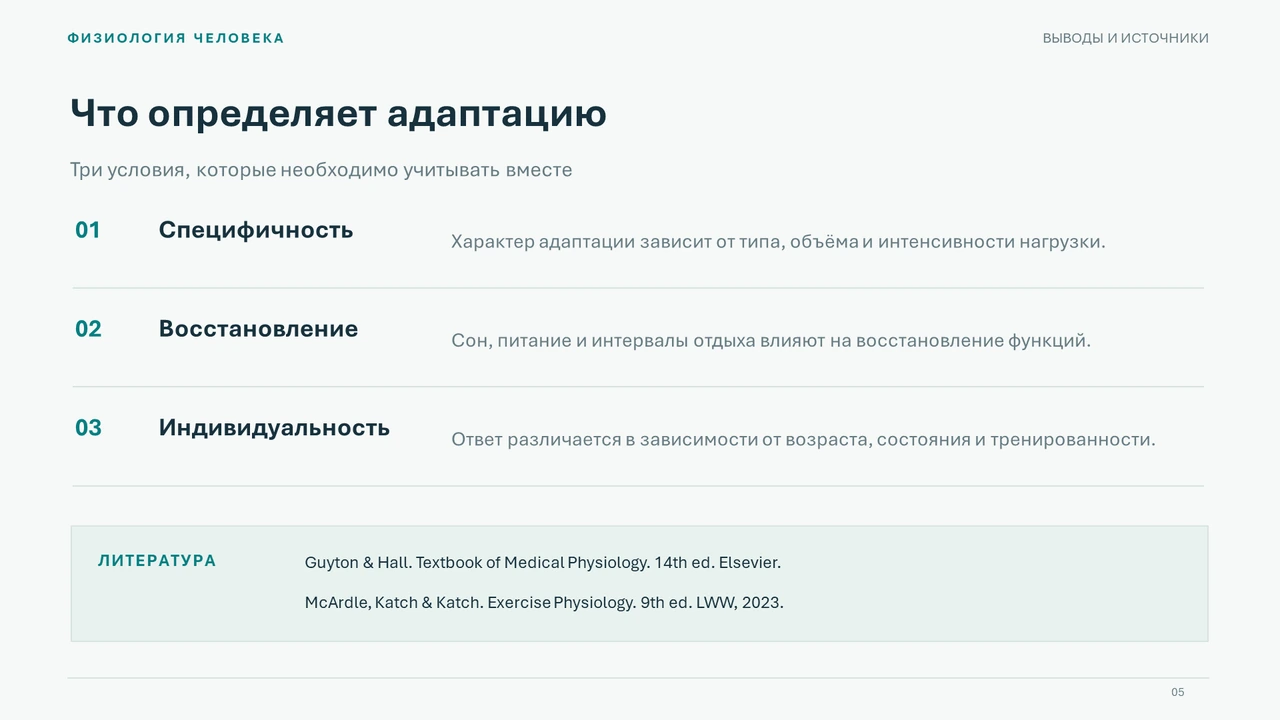 ФИЗИОЛОГИЯ ЧЕЛОВЕКА
ВЫВОДЫ И ИСТОЧНИКИ
Что определяет адаптацию
Три условия, которые необходимо учитывать вместе
01 Специфичность
Характер адаптации зависит от типа, объёма и интенсивности нагрузки.
02 Восстановление
Сон, питание и интервалы отдыха влияют на восстановление функций.
03 Индивидуальность
Ответ различается в зависимости от возраста, состояния и тренированности.
ЛИТЕРАТУРА
Guyton & Hall. Textbook of Medical Physiology. 14th ed. Elsevier.
McArdle, Katch & Katch. Exercise Physiology. 9th ed. LWW, 2023.
05